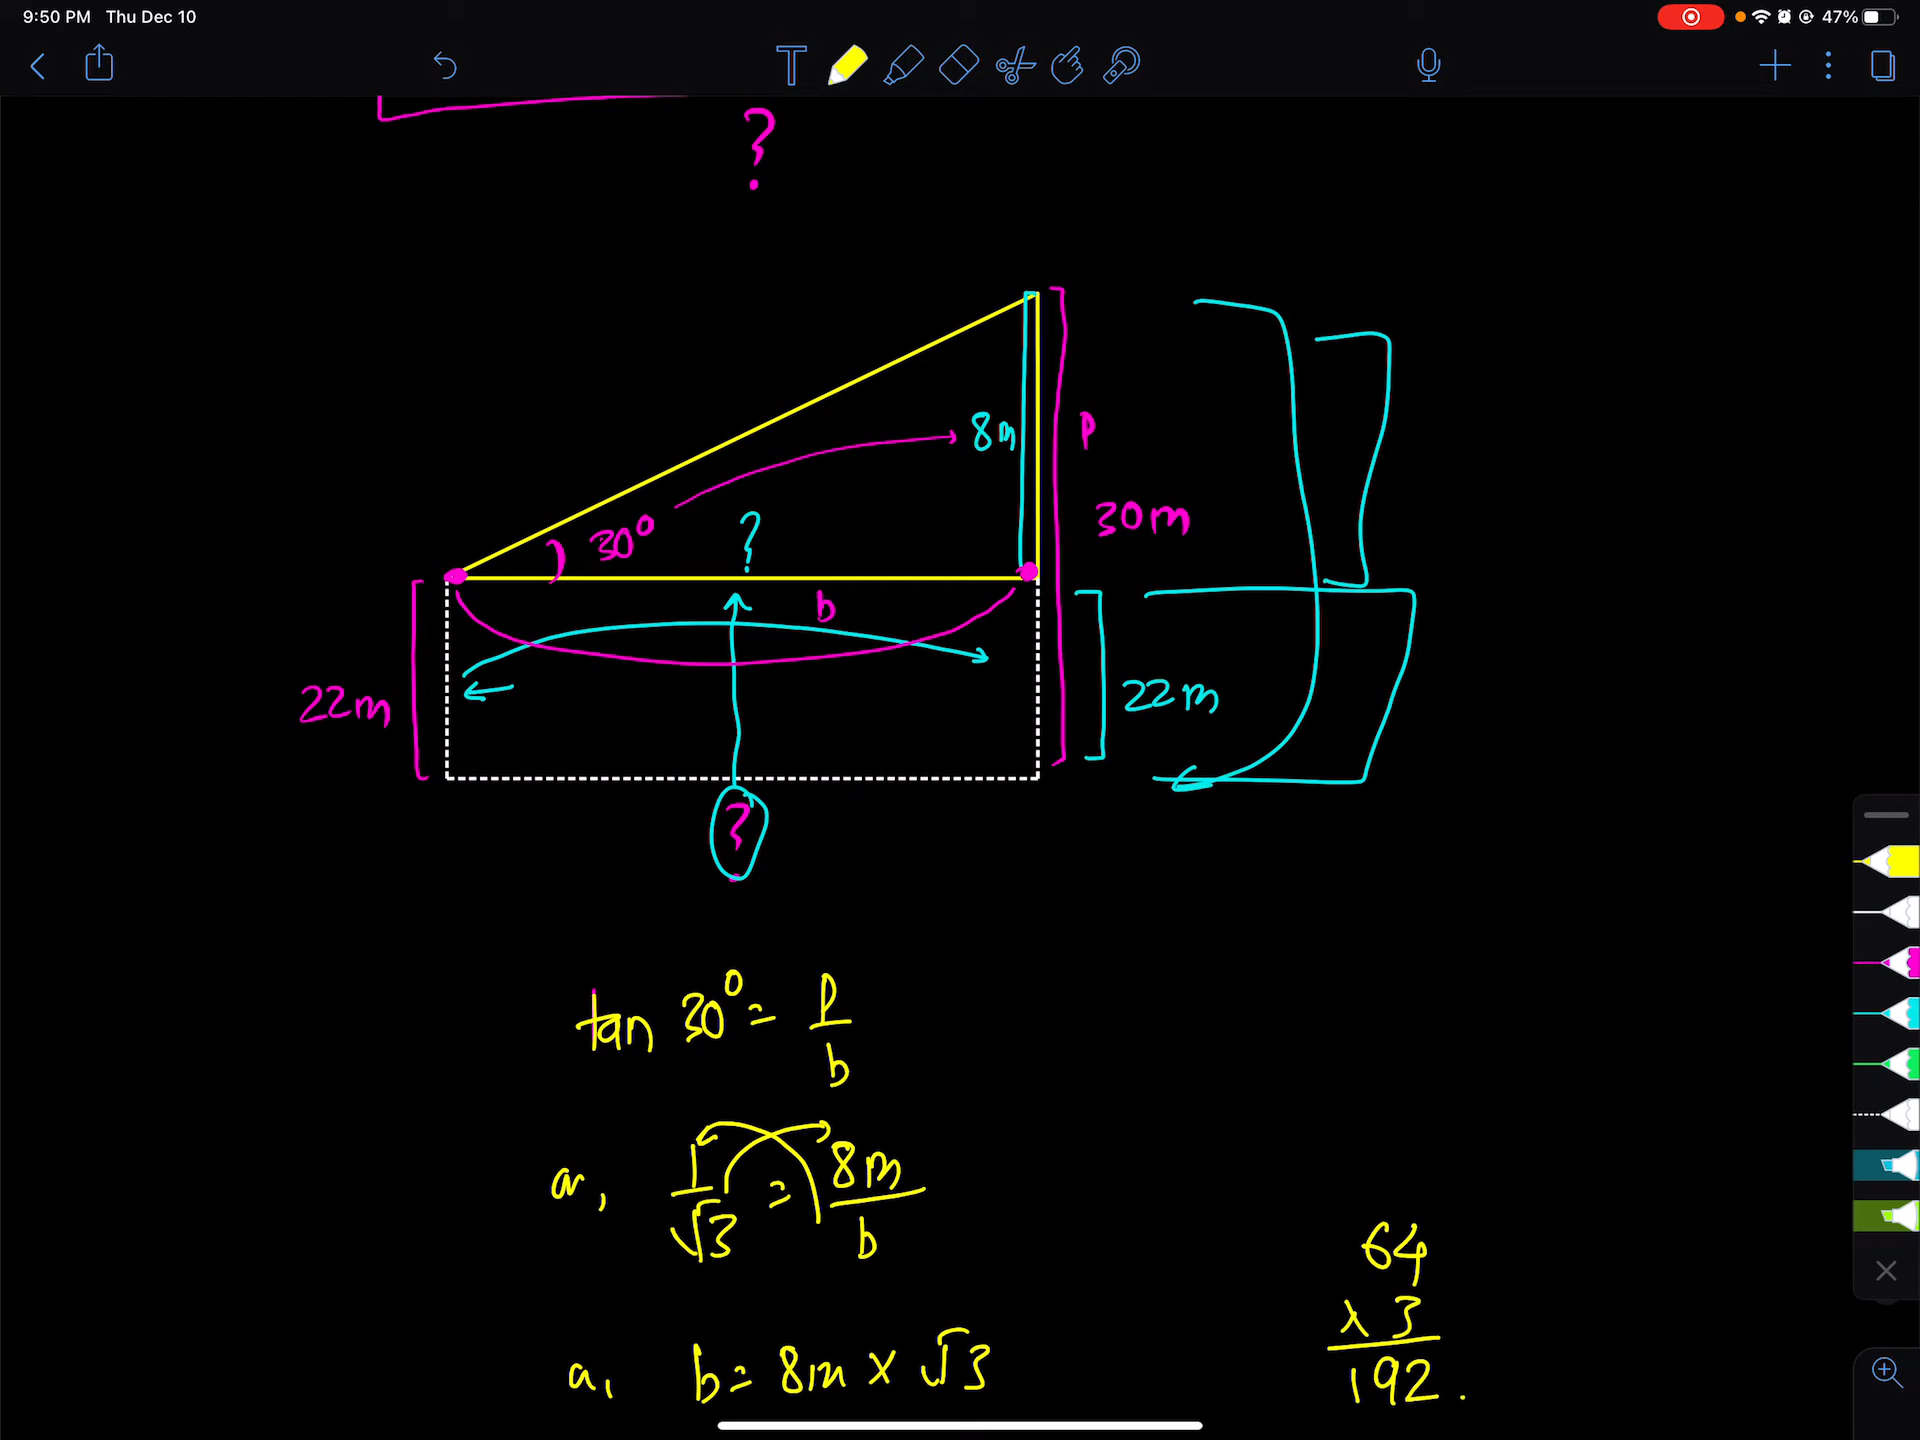 9:50 PM Thu Dec 10
47%
?
8m
p
30m
30°
?
b
22m
22m
?
tan 30° = p/b
or, 1/√3 = 8m/b
or, b = 8m × √3
64
× 3
192.